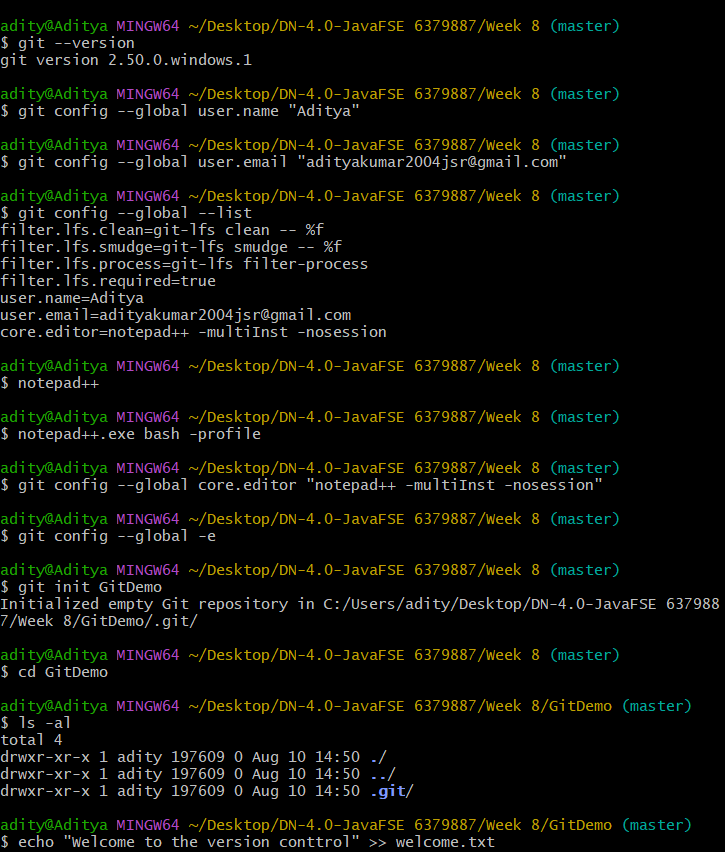 adity@Aditya MINGW64 ~/Desktop/DN-4.0-JavaFSE 6379887/Week 8 (master)
$ git --version
git version 2.50.0.windows.1
adity@Aditya MINGW64 ~/Desktop/DN-4.0-JavaFSE 6379887/Week 8 (master)
$ git config --global user.name "Aditya"
adity@Aditya MINGW64 ~/Desktop/DN-4.0-JavaFSE 6379887/Week 8 (master)
$ git config --global user.email "adityakumar2004jsr@gmail.com"
adity@Aditya MINGW64 ~/Desktop/DN-4.0-JavaFSE 6379887/Week 8 (master)
$ git config --global --list
filter.lfs.clean=git-lfs clean -- %f
filter.lfs.smudge=git-lfs smudge -- %f
filter.lfs.process=git-lfs filter-process
filter.lfs.required=true
user.name=Aditya
user.email=adityakumar2004jsr@gmail.com
core.editor=notepad++ -multiInst -nosession
adity@Aditya MINGW64 ~/Desktop/DN-4.0-JavaFSE 6379887/Week 8 (master)
$ notepad++
adity@Aditya MINGW64 ~/Desktop/DN-4.0-JavaFSE 6379887/Week 8 (master)
$ notepad++.exe bash -profile
adity@Aditya MINGW64 ~/Desktop/DN-4.0-JavaFSE 6379887/Week 8 (master)
$ git config --global core.editor "notepad++ -multiInst -nosession"
adity@Aditya MINGW64 ~/Desktop/DN-4.0-JavaFSE 6379887/Week 8 (master)
$ git config --global -e
adity@Aditya MINGW64 ~/Desktop/DN-4.0-JavaFSE 6379887/Week 8 (master)
$ git init GitDemo
Initialized empty Git repository in C:/Users/adity/Desktop/DN-4.0-JavaFSE 637988
7/Week 8/GitDemo/.git/
adity@Aditya MINGW64 ~/Desktop/DN-4.0-JavaFSE 6379887/Week 8 (master)
$ cd GitDemo
adity@Aditya MINGW64 ~/Desktop/DN-4.0-JavaFSE 6379887/Week 8/GitDemo (master)
$ ls -al
total 4
drwxr-xr-x 1 adity 197609 0 Aug 10 14:50 ./
drwxr-xr-x 1 adity 197609 0 Aug 10 14:50 ../
drwxr-xr-x 1 adity 197609 0 Aug 10 14:50 .git/
adity@Aditya MINGW64 ~/Desktop/DN-4.0-JavaFSE 6379887/Week 8/GitDemo (master)
$ echo "Welcome to the version conttrol" >> welcome.txt